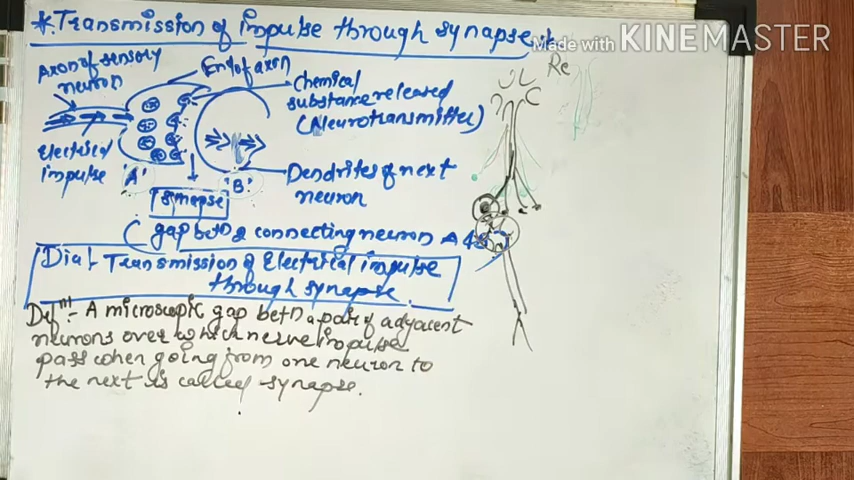 * Transmission of impulse through synapse :*
Made with KINEMASTER
Re
Axon of sensory
neuron
End of axon
Chemical
substance released
(Neurotransmitter)
Electrical
impulse
'A'
'B'
Dendrites of next
neuron
Synapse
( gap betn 2 connecting neuron A & B )
Dia :- Transmission of Electrical impulse
through synapse.
Defn :- A microscopic gap betn a pair of adjacent
neurons over which nerve impulse
pass when going from one neuron to
the next is called synapse.